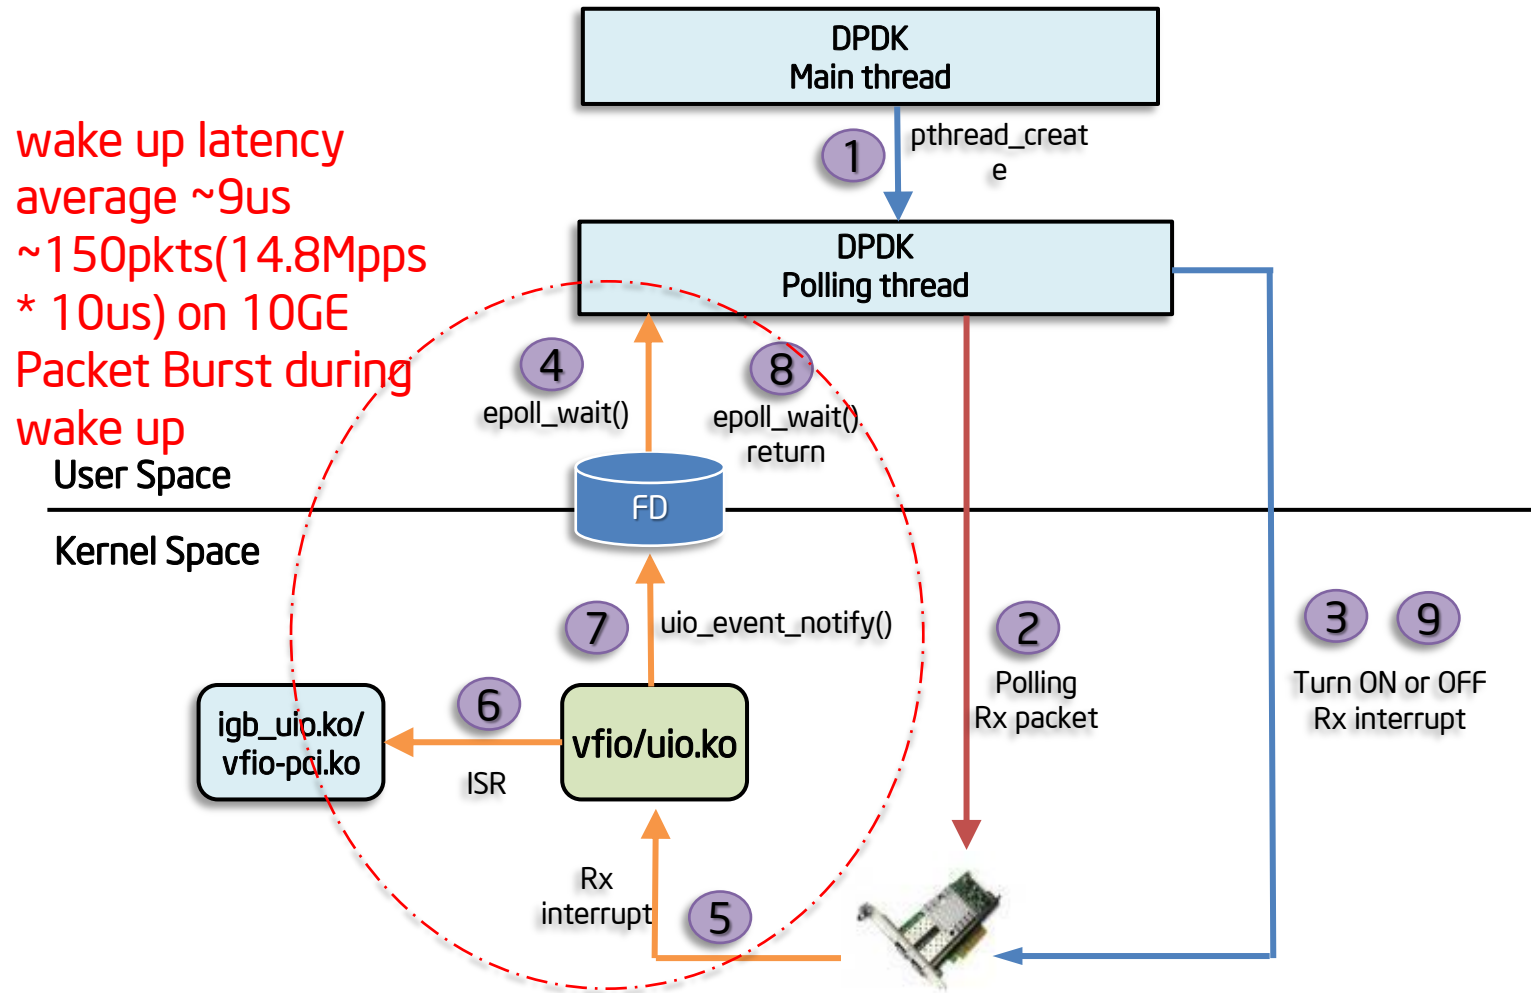 DPDK
Main thread
wake up latency
average ~9us
~150pkts(14.8Mpps
* 10us) on 10GE
Packet Burst during
wake up
1
pthread_creat
e
DPDK
Polling thread
4
epoll_wait()
8
epoll_wait()
return
User Space
FD
Kernel Space
7
uio_event_notify()
2
Polling
Rx packet
3
9
Turn ON or OFF
Rx interrupt
igb_uio.ko/
vfio-pci.ko
6
ISR
vfio/uio.ko
Rx
interrupt
5